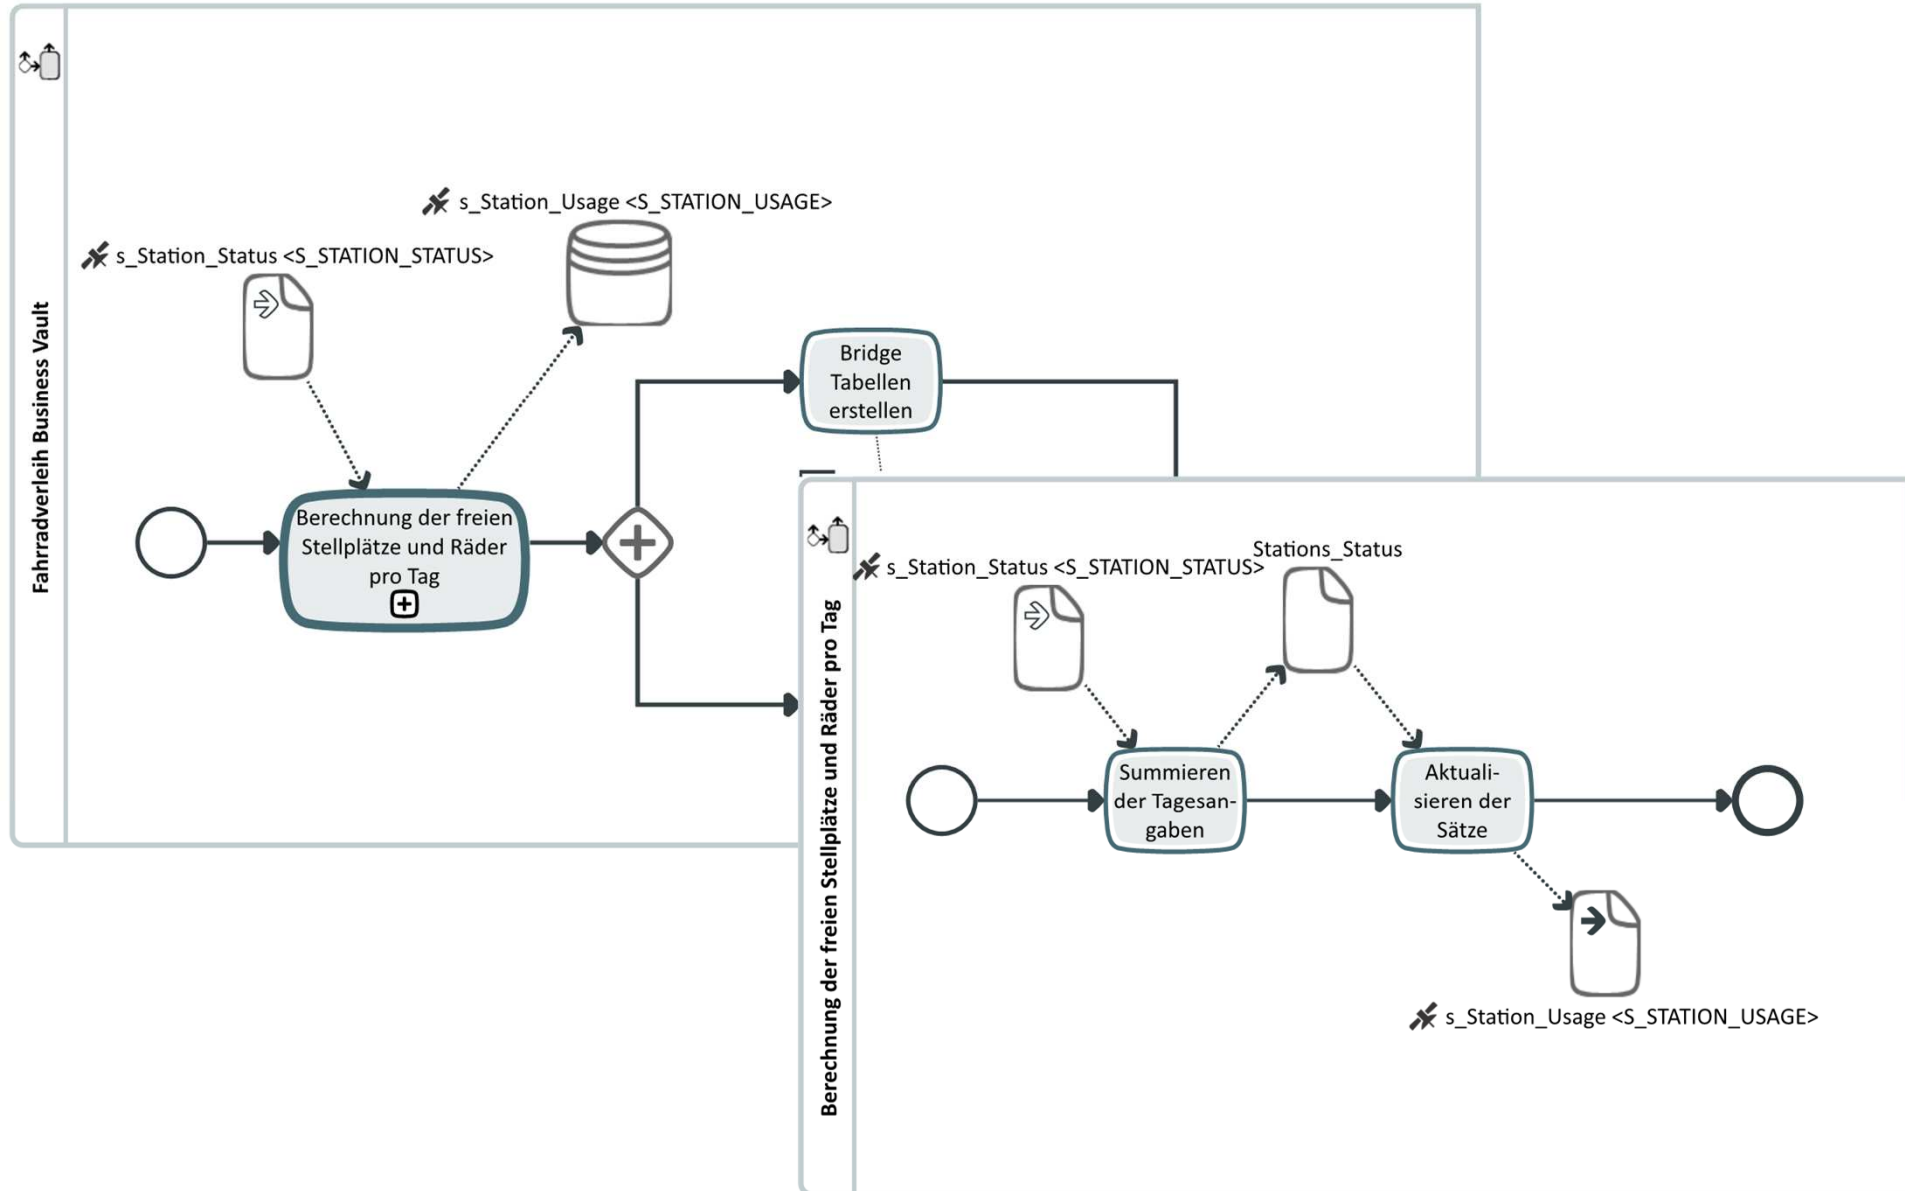 Fahrradverleih Business Vault
s_Station_Usage <S_STATION_USAGE>
s_Station_Status <S_STATION_STATUS>
Bridge
Tabellen
erstellen
Berechnung der freien
Stellplätze und Räder
pro Tag
Berechnung der freien Stellplätze und Räder pro Tag
Stations_Status
s_Station_Status <S_STATION_STATUS>
Summieren
der Tagesan-
gaben
Aktuali-
sieren der
Sätze
s_Station_Usage <S_STATION_USAGE>